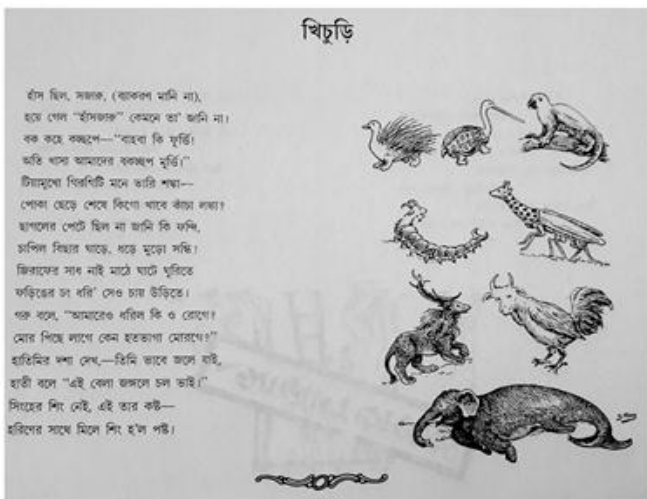 খিচুড়ি
হাঁস ছিল, সজারু, (ব্যাকরণ মানি না),
হয়ে গেল “হাঁসজারু” কেমনে তা’ জানি না।
বক কহে কচ্ছপে—“বাহবা কি ফূর্ত্তি!
অতি খাসা আমাদের বকচ্ছপ মূর্ত্তি।”
টিয়ামুখো গিরগিটি মনে ভারি শঙ্কা—
পোকা ছেড়ে শেষে কিগো খাবে কাঁচা লঙ্কা?
ছাগলের পেটে ছিল না জানি কি ফন্দি,
চাপিল বিছার ঘাড়ে, ধড়ে মুড়ো সন্ধি!
জিরাফের সাধ নাই মাঠে ঘাটে ঘুরিতে
ফড়িঙের ঢং ধরি’ সেও চায় উড়িতে।
গরু বলে, “আমারেও ধরিল কি ও রোগে?
মোর পিছে লাগে কেন হতভাগা মোরগে?”
হাতিমির দশা দেখ,—তিমি ভাবে জলে যাই,
হাতী বলে “এই বেলা জঙ্গলে চল ভাই।”
সিংহের শিং নেই, এই তার কষ্ট—
হরিণের সাথে মিলে শিং হ’ল পষ্ট।